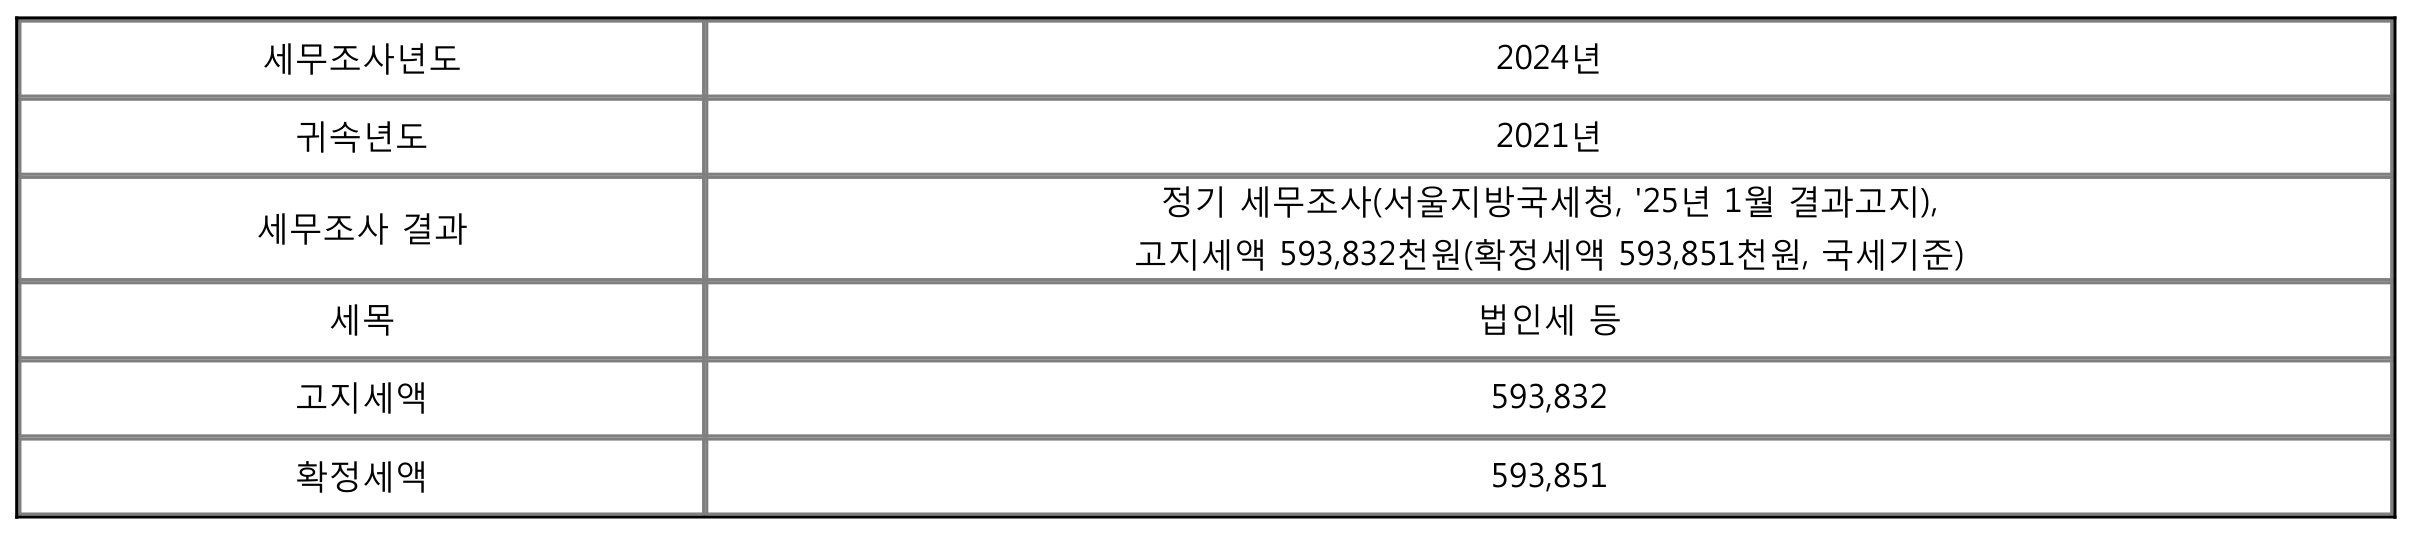 세무조사년도 2024년
귀속년도 2021년
세무조사 결과 정기 세무조사(서울지방국세청, '25년 1월 결과고지),
고지세액 593,832천원(확정세액 593,851천원, 국세기준)
세목 법인세 등
고지세액 593,832
확정세액 593,851